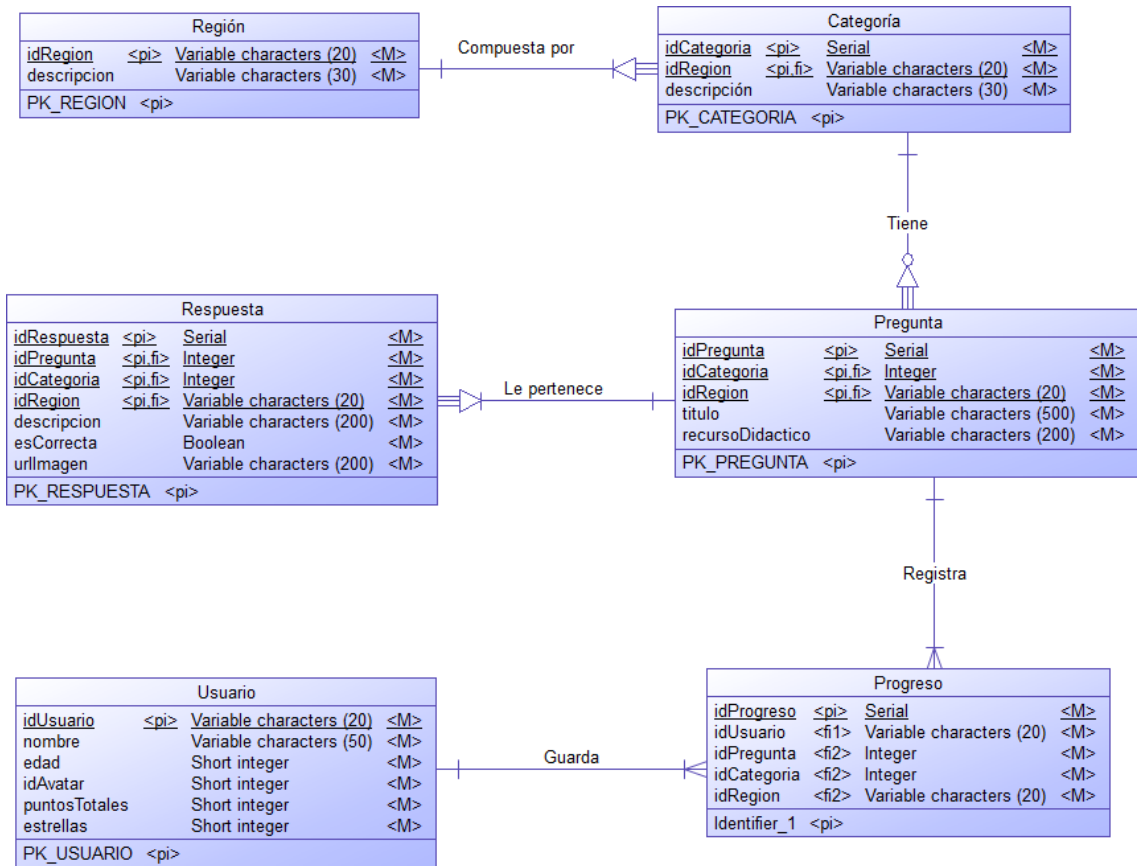 Región
idRegion <pi> Variable characters (20) <M>
descripcion Variable characters (30) <M>
PK_REGION <pi>
Compuesta por
Categoría
idCategoria <pi> Serial <M>
idRegion <pi,fi> Variable characters (20) <M>
descripción Variable characters (30) <M>
PK_CATEGORIA <pi>
Tiene
Respuesta
idRespuesta <pi> Serial <M>
idPregunta <pi,fi> Integer <M>
idCategoria <pi,fi> Integer <M>
idRegion <pi,fi> Variable characters (20) <M>
descripcion Variable characters (200) <M>
esCorrecta Boolean <M>
urlImagen Variable characters (200) <M>
PK_RESPUESTA <pi>
Le pertenece
Pregunta
idPregunta <pi> Serial <M>
idCategoria <pi,fi> Integer <M>
idRegion <pi,fi> Variable characters (20) <M>
titulo Variable characters (500) <M>
recursoDidactico Variable characters (200) <M>
PK_PREGUNTA <pi>
Registra
Usuario
idUsuario <pi> Variable characters (20) <M>
nombre Variable characters (50) <M>
edad Short integer <M>
idAvatar Short integer <M>
puntosTotales Short integer <M>
estrellas Short integer <M>
PK_USUARIO <pi>
Guarda
Progreso
idProgreso <pi> Serial <M>
idUsuario <fi1> Variable characters (20) <M>
idPregunta <fi2> Integer <M>
idCategoria <fi2> Integer <M>
idRegion <fi2> Variable characters (20) <M>
Identifier_1 <pi>